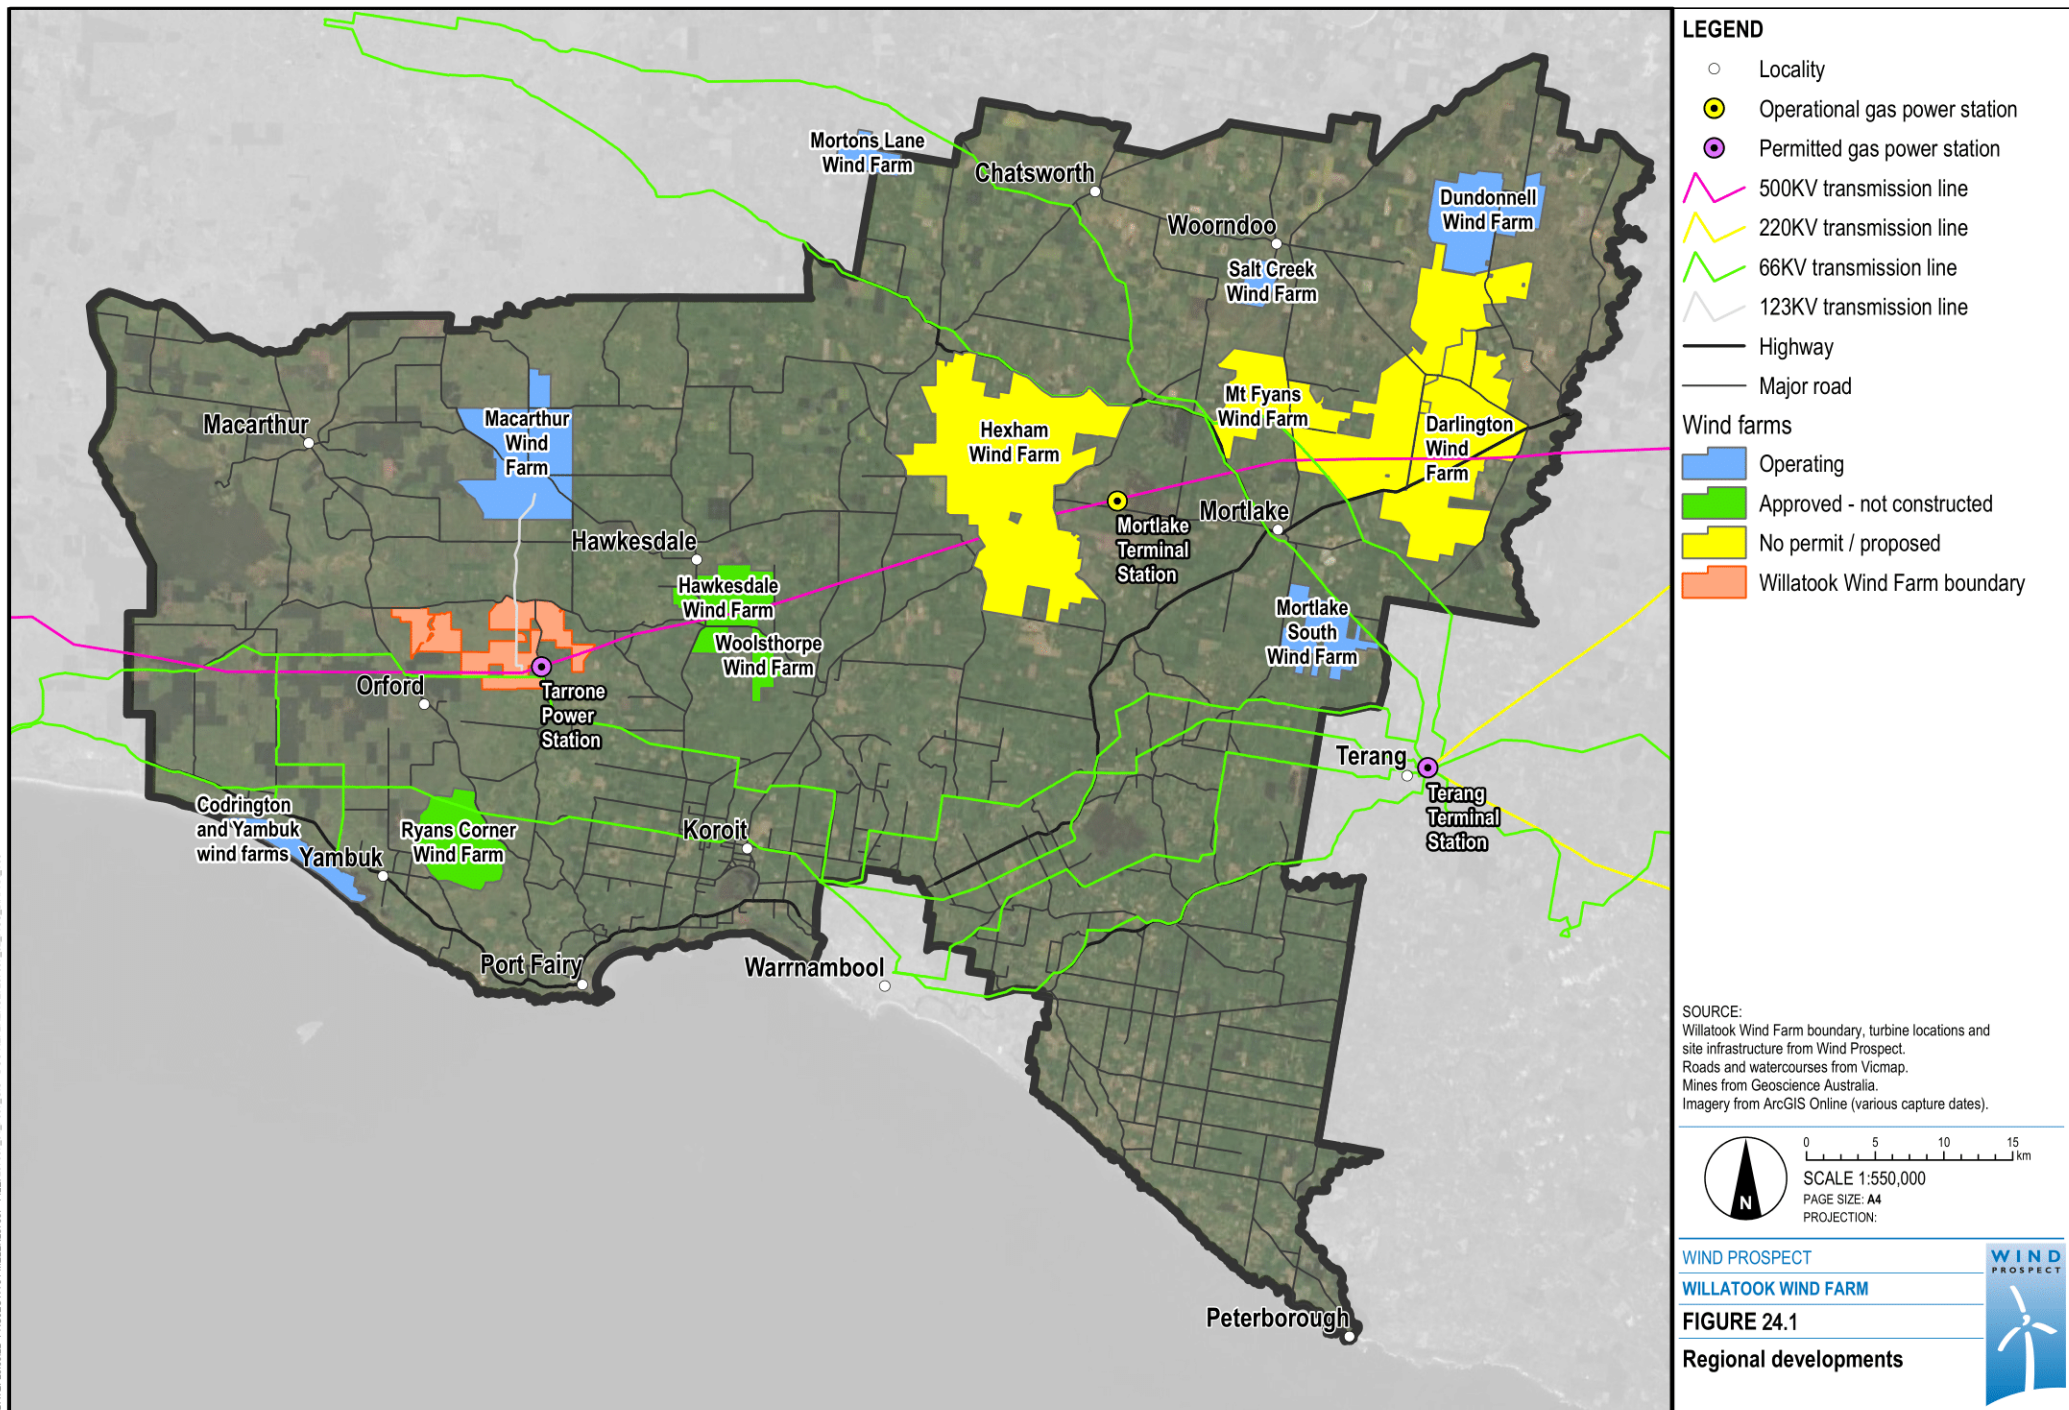 Mortons Lane
Wind Farm
Chatsworth
Woorndoo
Dundonnell
Wind Farm
Salt Creek
Wind Farm
Macarthur
Macarthur
Wind
Farm
Hexham
Wind Farm
Mt Fyans
Wind Farm
Darlington
Wind
Farm
Mortlake
Mortlake
Terminal
Station
Hawkesdale
Hawkesdale
Wind Farm
Woolsthorpe
Wind Farm
Mortlake
South
Wind Farm
Orford
Tarrone
Power
Station
Terang
Terang
Terminal
Station
Codrington
and Yambuk
wind farms
Yambuk
Ryans Corner
Wind Farm
Koroit
Port Fairy
Warrnambool
Peterborough
LEGEND
Locality
Operational gas power station
Permitted gas power station
500KV transmission line
220KV transmission line
66KV transmission line
123KV transmission line
Highway
Major road
Wind farms
Operating
Approved - not constructed
No permit / proposed
Willatook Wind Farm boundary
SOURCE:
Willatook Wind Farm boundary, turbine locations and
site infrastructure from Wind Prospect.
Roads and watercourses from Vicmap.
Mines from Geoscience Australia.
Imagery from ArcGIS Online (various capture dates).
0 5 10 15
km
N
SCALE 1:550,000
PAGE SIZE: A4
PROJECTION:
WIND PROSPECT
WILLATOOK WIND FARM
FIGURE 24.1
Regional developments
WIND
PROSPECT